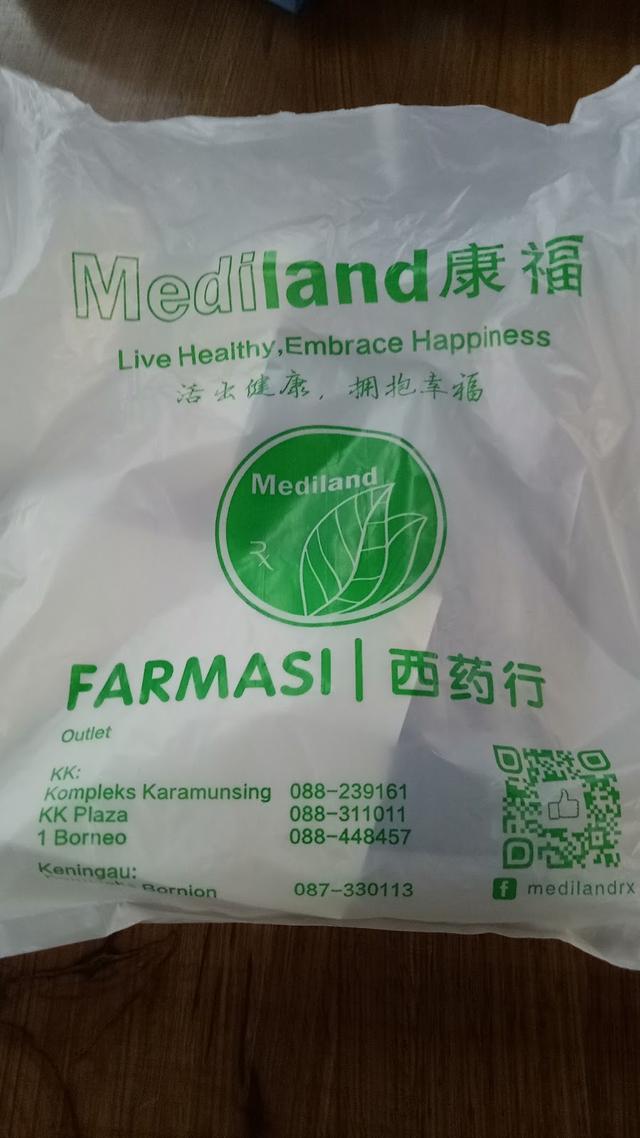 Mediland康福
Live Healthy,Embrace Happiness
活出健康，拥抱幸福
Mediland
Rx
FARMASI | 西药行
Outlet
KK:
Kompleks Karamunsing 088-239161
KK Plaza 088-311011
1 Borneo 088-448457
Keningau:
Bornion 087-330113
f medilandrx